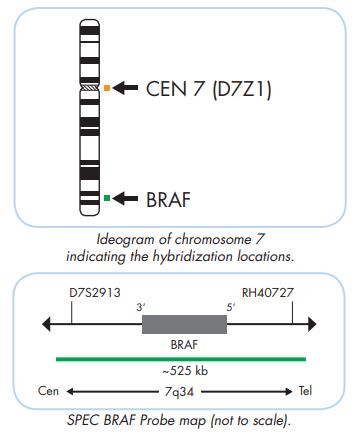 CEN 7 (D7Z1)
BRAF
Ideogram of chromosome 7
indicating the hybridization locations.
D7S2913 RH40727
3' 5'
BRAF
~525 kb
Cen 7q34 Tel
SPEC BRAF Probe map (not to scale).